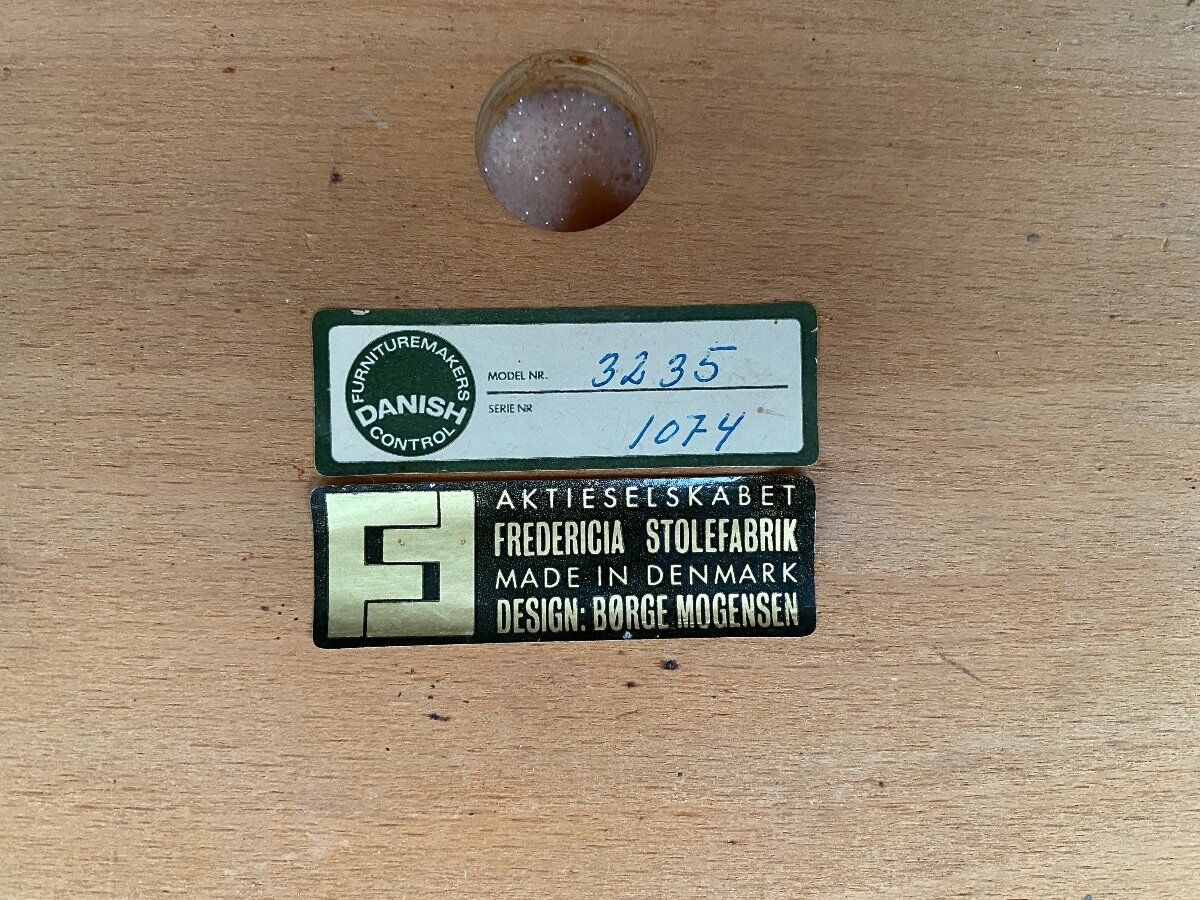 FURNITUREMAKERS
DANISH
CONTROL
MODEL NR. 3235
SERIE NR 1074
AKTIESELSKABET
FREDERICIA STOLEFABRIK
MADE IN DENMARK
DESIGN: BØRGE MOGENSEN